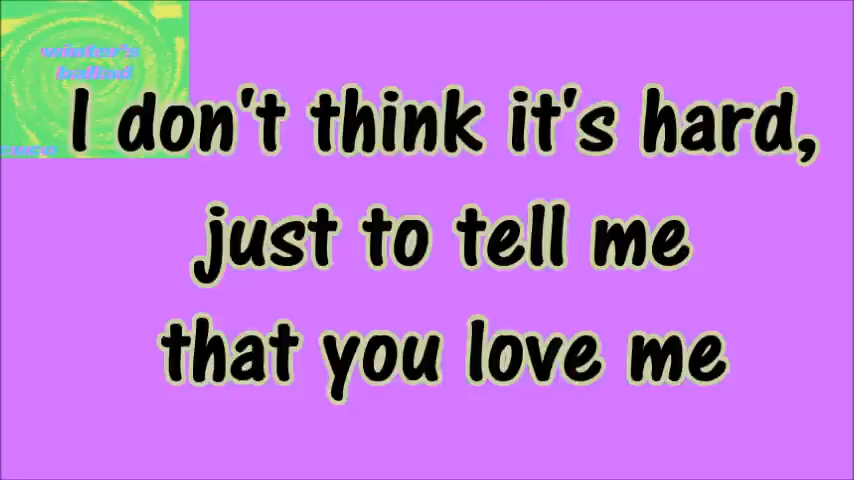 winter's
ballad
I don't think it's hard,
just to tell me
that you love me